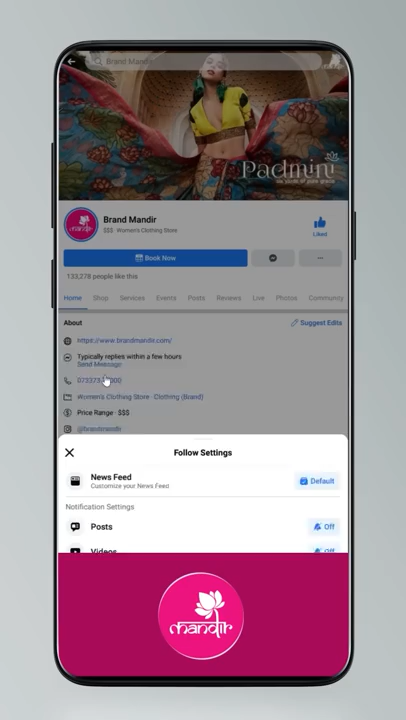 Brand Mandir
Padmini
Brand Mandir
$$$ · Women's Clothing Store
Liked
Book Now
133,278 people like this
Home Shop Services Events Posts Reviews Live Photos Community
About
Suggest Edits
https://www.brandmandir.com/
Typically replies within a few hours
Send Message
Women's Clothing Store · Clothing (Brand)
Price Range · $$$
@brandmandir
Follow Settings
News Feed
Customize your News Feed
Default
Notification Settings
Posts
Off
Videos
Off
mandir